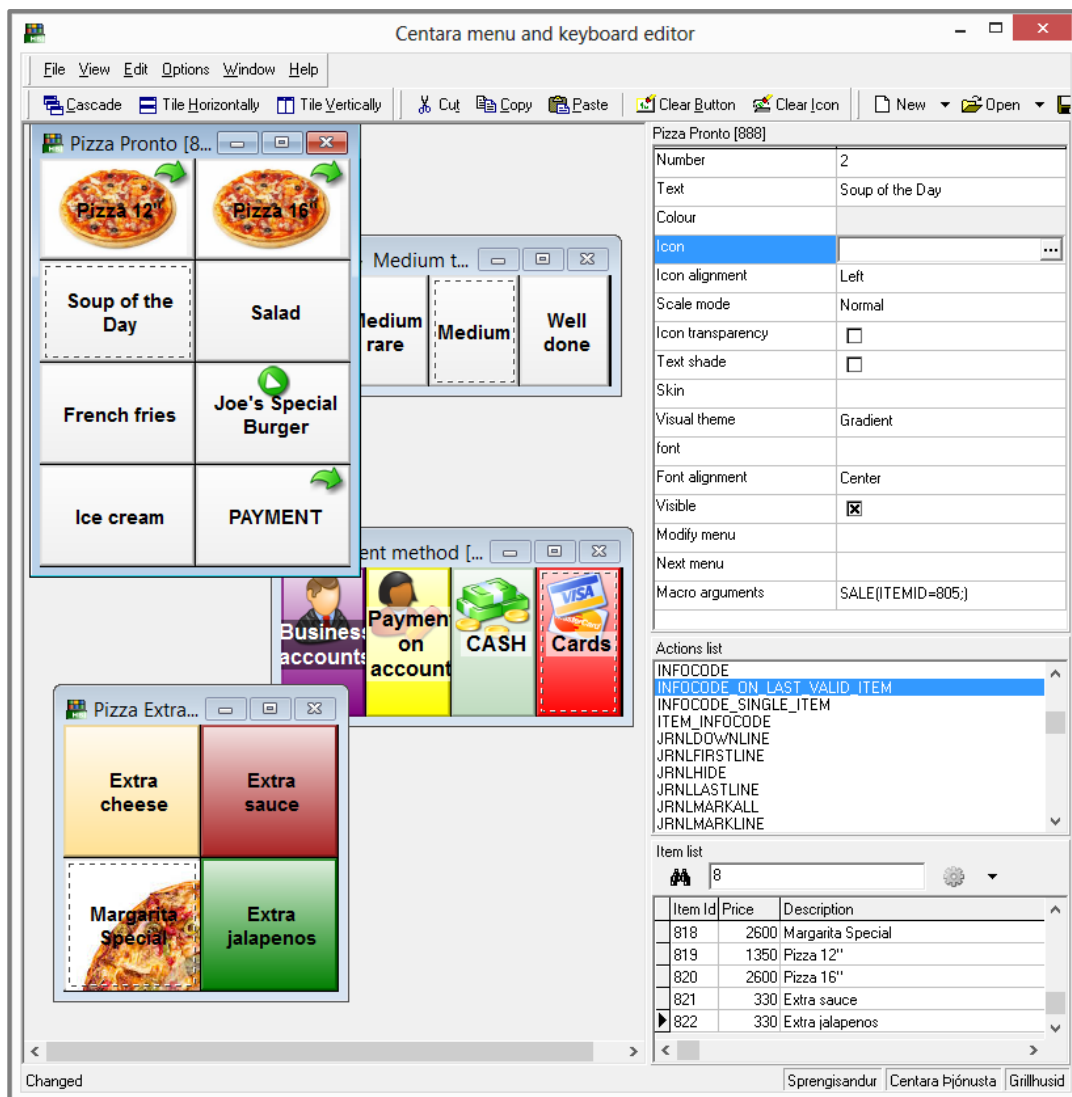 Centara menu and keyboard editor
File View Edit Options Window Help
Cascade Tile Horizontally Tile Vertically Cut Copy Paste Clear Button Clear Icon New Open
Pizza Pronto [8...
Pizza 12" Pizza 16"
Soup of the
Day
Salad
French fries
Joe's Special
Burger
Ice cream
PAYMENT
Medium t...
Medium
rare
Medium
Well
done
ent method [...
Business
accounts
Paymen
on
account
CASH
VISA
MasterCard
Cards
Pizza Extra...
Extra
cheese
Extra
sauce
Margarita
Special
Extra
jalapenos
Pizza Pronto [888]
Number 2
Text Soup of the Day
Colour
Icon ...
Icon alignment Left
Scale mode Normal
Icon transparency
Text shade
Skin
Visual theme Gradient
font
Font alignment Center
Visible
Modify menu
Next menu
Macro arguments SALE(ITEMID=805;)
Actions list
INFOCODE
INFOCODE_ON_LAST_VALID_ITEM
INFOCODE_SINGLE_ITEM
ITEM_INFOCODE
JRNLDOWNLINE
JRNLFIRSTLINE
JRNLHIDE
JRNLLASTLINE
JRNLMARKALL
JRNLMARKLINE
Item list
8
Item Id Price Description
818 2600 Margarita Special
819 1350 Pizza 12''
820 2600 Pizza 16''
821 330 Extra sauce
822 330 Extra jalapenos
Changed
Sprengisandur Centara Þjónusta Grillhusid